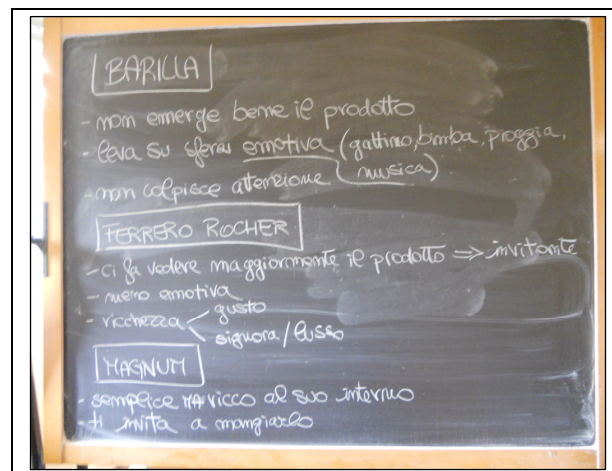 BARILLA
- non emerge bene il prodotto
- leva su sfera emotiva (gattino, bimba, pioggia,
musica)
- non colpisce attenzione
FERRERO ROCHER
- ci fa vedere maggiormente il prodotto => invitante
- meno emotiva
- ricchezza < gusto
signora / lusso
MAGNUM
- semplice MA ricco al suo interno
- ti invita a mangiarlo